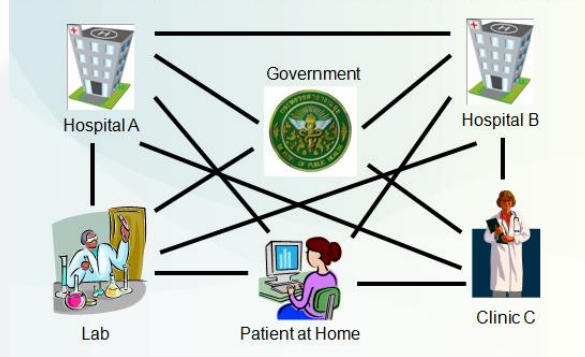 Government
Hospital A
Hospital B
Lab
Patient at Home
Clinic C